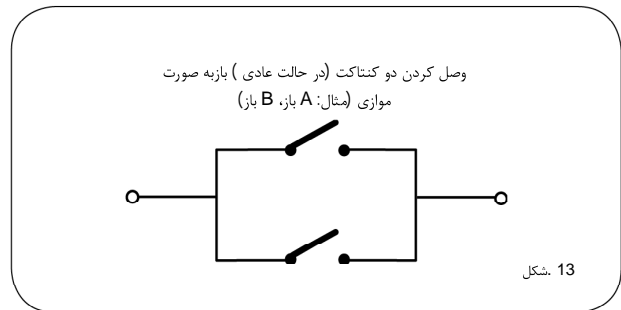 وصل کردن دو کنتاکت (در حالت عادی ) بازبه صورت
موازی (مثال: A باز، B باز)
13 .شکل